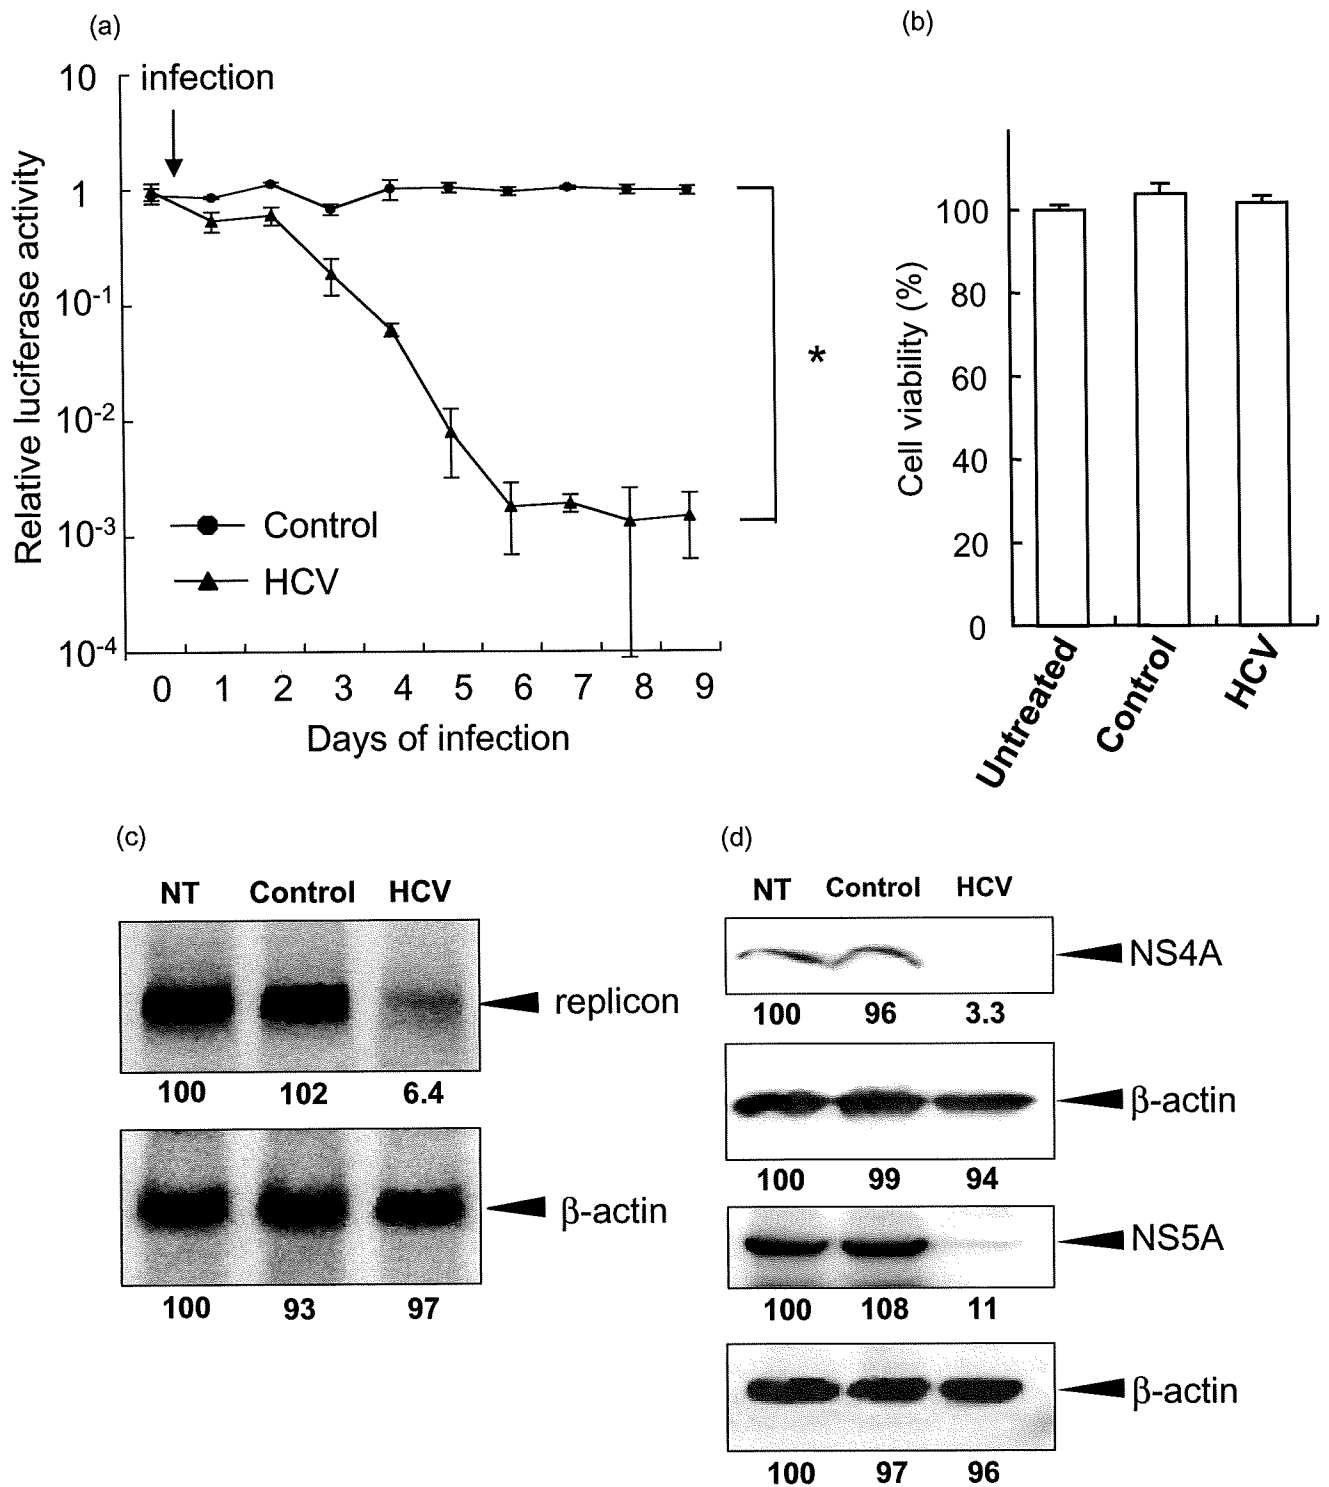 (a)
infection
10
1
10-1
10-2
10-3
10-4
Relative luciferase activity
Control
HCV
*
0 1 2 3 4 5 6 7 8 9
Days of infection
(b)
100
80
60
40
20
0
Cell viability (%)
Untreated
Control
HCV
(c)
NT Control HCV
replicon
100 102 6.4
β-actin
100 93 97
(d)
NT Control HCV
NS4A
100 96 3.3
β-actin
100 99 94
NS5A
100 108 11
β-actin
100 97 96